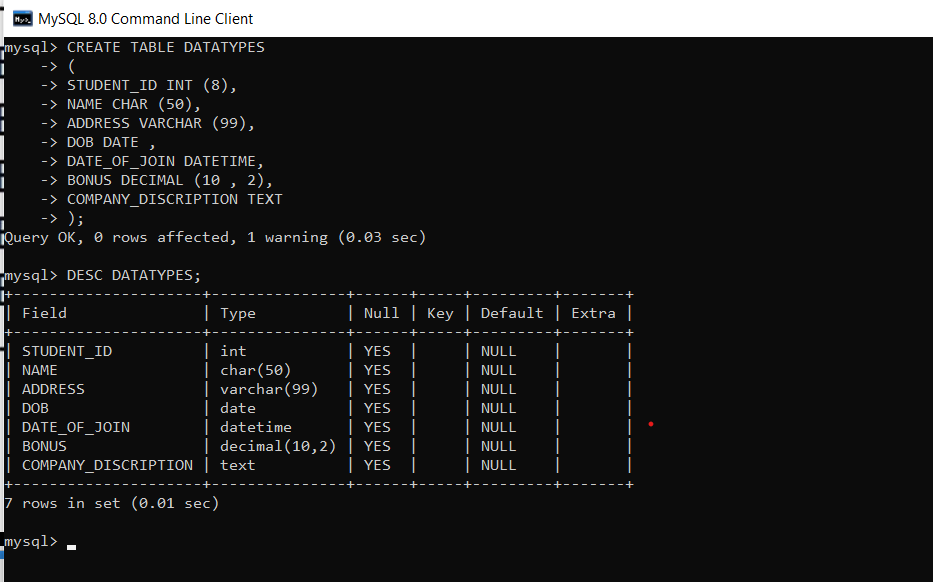 MySQL 8.0 Command Line Client
mysql> CREATE TABLE DATATYPES
    -> (
    -> STUDENT_ID INT (8),
    -> NAME CHAR (50),
    -> ADDRESS VARCHAR (99),
    -> DOB DATE ,
    -> DATE_OF_JOIN DATETIME,
    -> BONUS DECIMAL (10 , 2),
    -> COMPANY_DISCRIPTION TEXT
    -> );
Query OK, 0 rows affected, 1 warning (0.03 sec)
mysql> DESC DATATYPES;
+---------------------+---------------+------+-----+---------+-------+
| Field               | Type          | Null | Key | Default | Extra |
+---------------------+---------------+------+-----+---------+-------+
| STUDENT_ID          | int           | YES  |     | NULL    |       |
| NAME                | char(50)      | YES  |     | NULL    |       |
| ADDRESS             | varchar(99)   | YES  |     | NULL    |       |
| DOB                 | date          | YES  |     | NULL    |       |
| DATE_OF_JOIN        | datetime      | YES  |     | NULL    |       |
| BONUS               | decimal(10,2) | YES  |     | NULL    |       |
| COMPANY_DISCRIPTION | text          | YES  |     | NULL    |       |
+---------------------+---------------+------+-----+---------+-------+
7 rows in set (0.01 sec)
mysql>